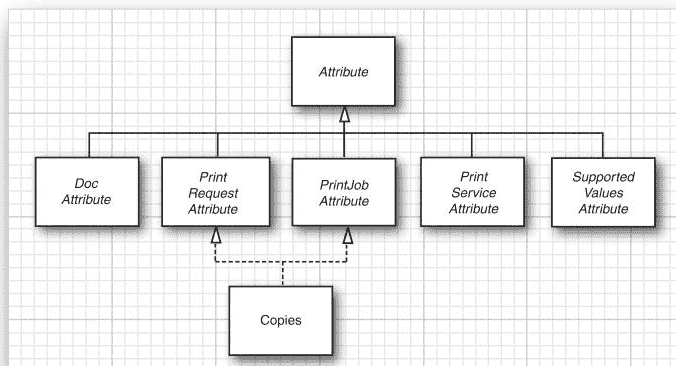 Attribute
Doc
Attribute
Print
Request
Attribute
PrintJob
Attribute
Print
Service
Attribute
Supported
Values
Attribute
Copies